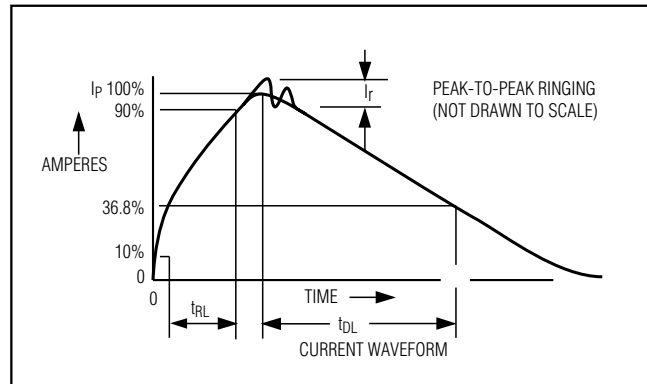 IP 100%
90%
AMPERES
36.8%
10%
0
0
tRL
TIME
tDL
CURRENT WAVEFORM
Ir
PEAK-TO-PEAK RINGING
(NOT DRAWN TO SCALE)